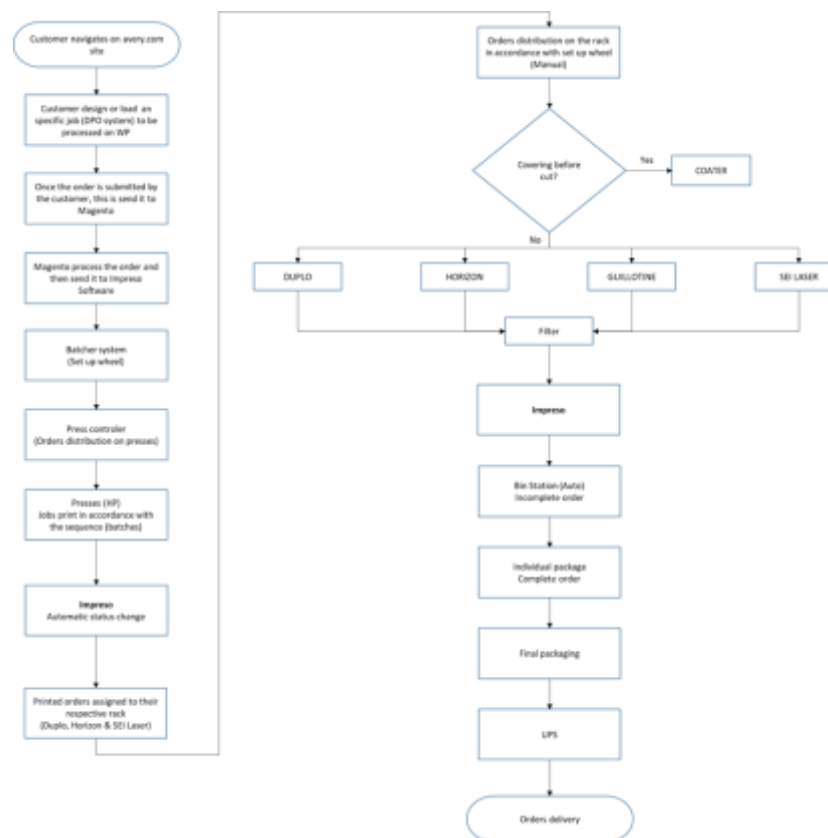 Customer navigates on avery.com
site
Customer design or load an
specific job (DPO system) to be
processed on WP
Once the order is submitted by
the customer, this is send it to
Magento
Magento process the order and
then send it to Impreso
Software
Batcher system
(Set up wheel)
Press controler
(Orders distribution on presses)
Presses (HP)
Jobs print in accordance with
the sequence (batches)
Impreso
Automatic status change
Printed orders assigned to their
respective rack
(Duplo, Horizon & SEI Laser)
Orders distribution on the rack
in accordance with set up wheel
(Manual)
Covering before
cut?
Yes
COATER
No
DUPLO
HORIZON
GUILLOTINE
SEI LASER
Filter
Impreso
Bin Station (Auto)
Incomplete order
Individual package
Complete order
Final packaging
UPS
Orders delivery